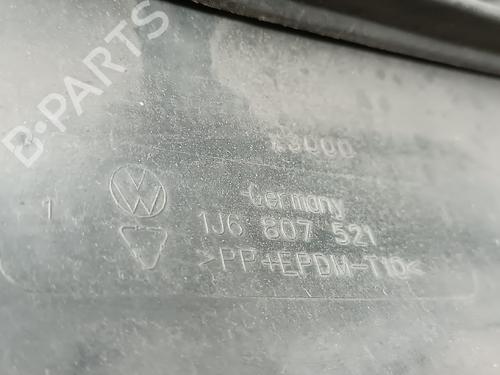 B-PARTS
Germany
1
1J6 807 521
>PP+EPDM-T10<